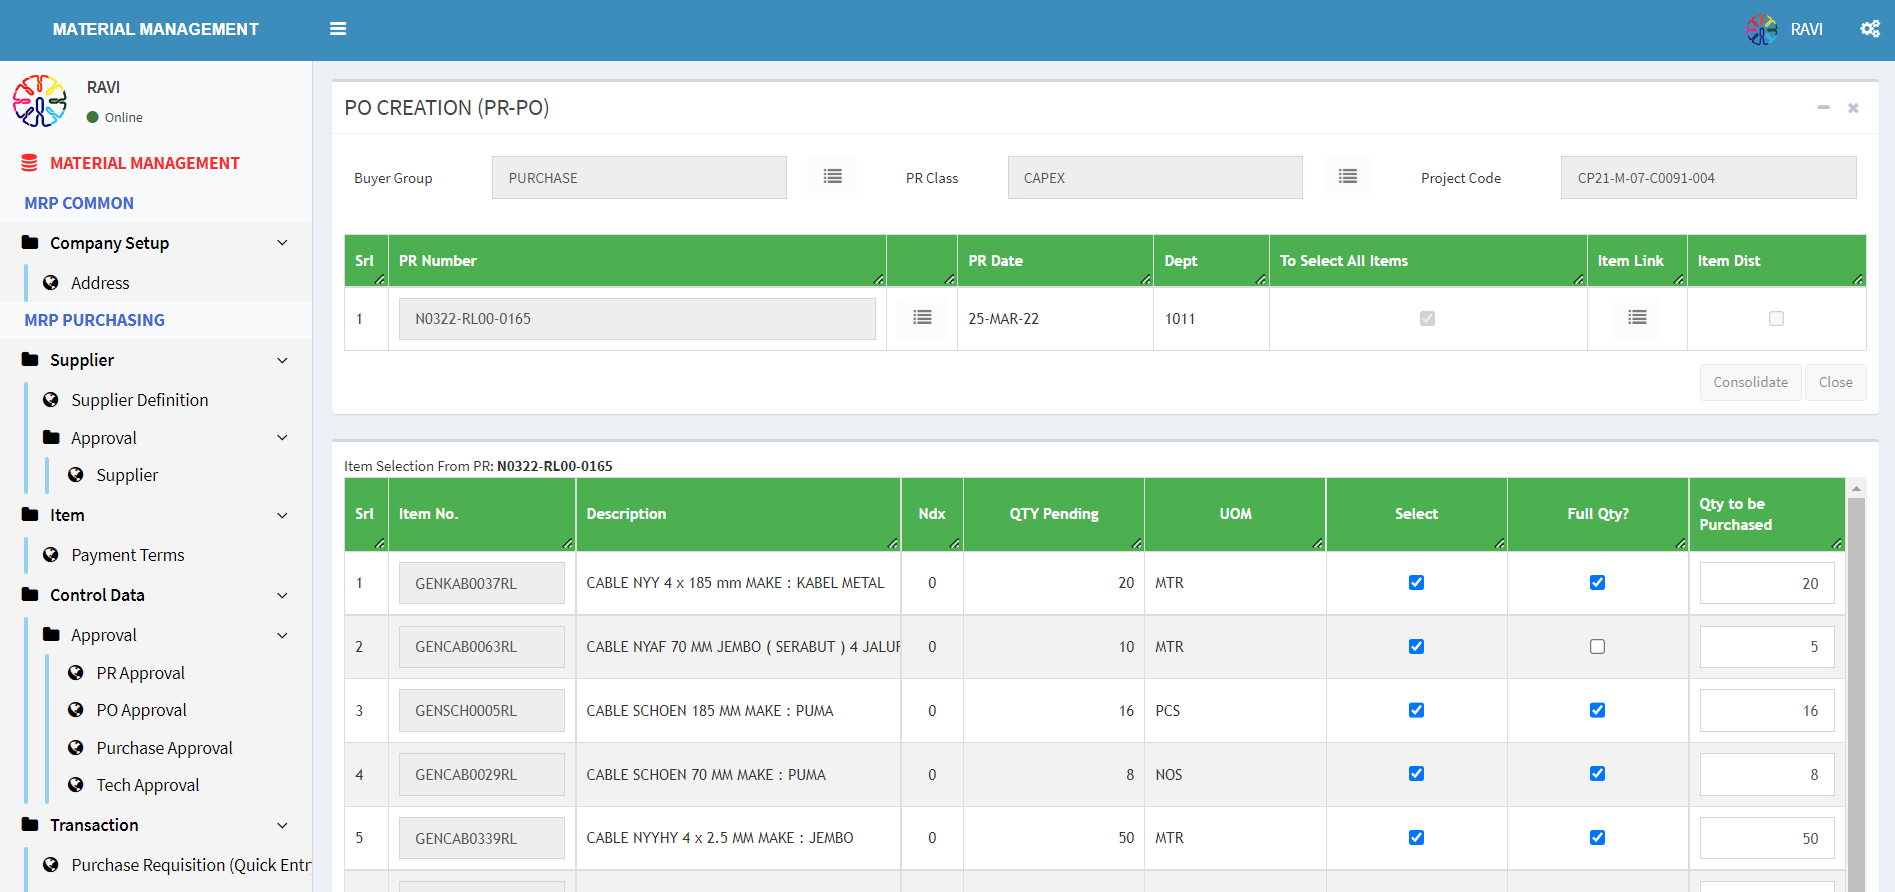 MATERIAL MANAGEMENT
RAVI
RAVI
Online
MATERIAL MANAGEMENT
MRP COMMON
Company Setup
Address
MRP PURCHASING
Supplier
Supplier Definition
Approval
Supplier
Item
Payment Terms
Control Data
Approval
PR Approval
PO Approval
Purchase Approval
Tech Approval
Transaction
Purchase Requisition (Quick Entr
PO CREATION (PR-PO)
Buyer Group PURCHASE PR Class CAPEX Project Code CP21-M-07-C0091-004
Srl PR Number PR Date Dept To Select All Items Item Link Item Dist
1 N0322-RL00-0165 25-MAR-22 1011
Consolidate Close
Item Selection From PR: N0322-RL00-0165
Srl Item No. Description Ndx QTY Pending UOM Select Full Qty? Qty to be Purchased
1 GENKAB0037RL CABLE NYY 4 x 185 mm MAKE : KABEL METAL 0 20 MTR 20
2 GENCAB0063RL CABLE NYAF 70 MM JEMBO ( SERABUT ) 4 JALUR 0 10 MTR 5
3 GENSCH0005RL CABLE SCHOEN 185 MM MAKE : PUMA 0 16 PCS 16
4 GENCAB0029RL CABLE SCHOEN 70 MM MAKE : PUMA 0 8 NOS 8
5 GENCAB0339RL CABLE NYYHY 4 x 2.5 MM MAKE : JEMBO 0 50 MTR 50